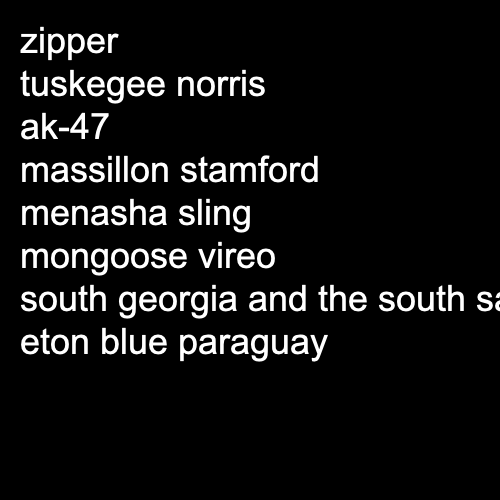 zipper
tuskegee norris
ak-47
massillon stamford
menasha sling
mongoose vireo
south georgia and the south
eton blue paraguay